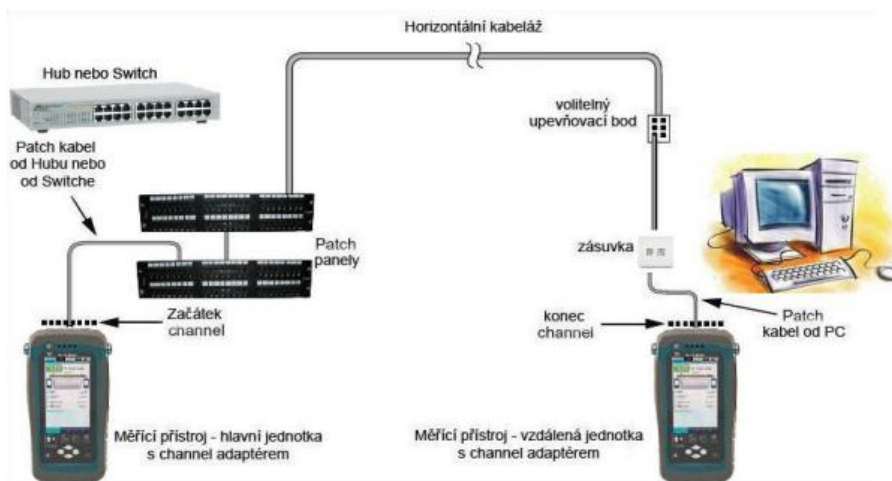 Horizontální kabeláž
Hub nebo Switch
volitelný
upevňovací bod
Patch kabel
od Hubu nebo
od Switche
Patch
panely
zásuvka
Začátek
channel
konec
channel
Patch
kabel od PC
Měřící přístroj - hlavní jednotka
s channel adaptérem
Měřící přístroj - vzdálená jednotka
s channel adaptérem